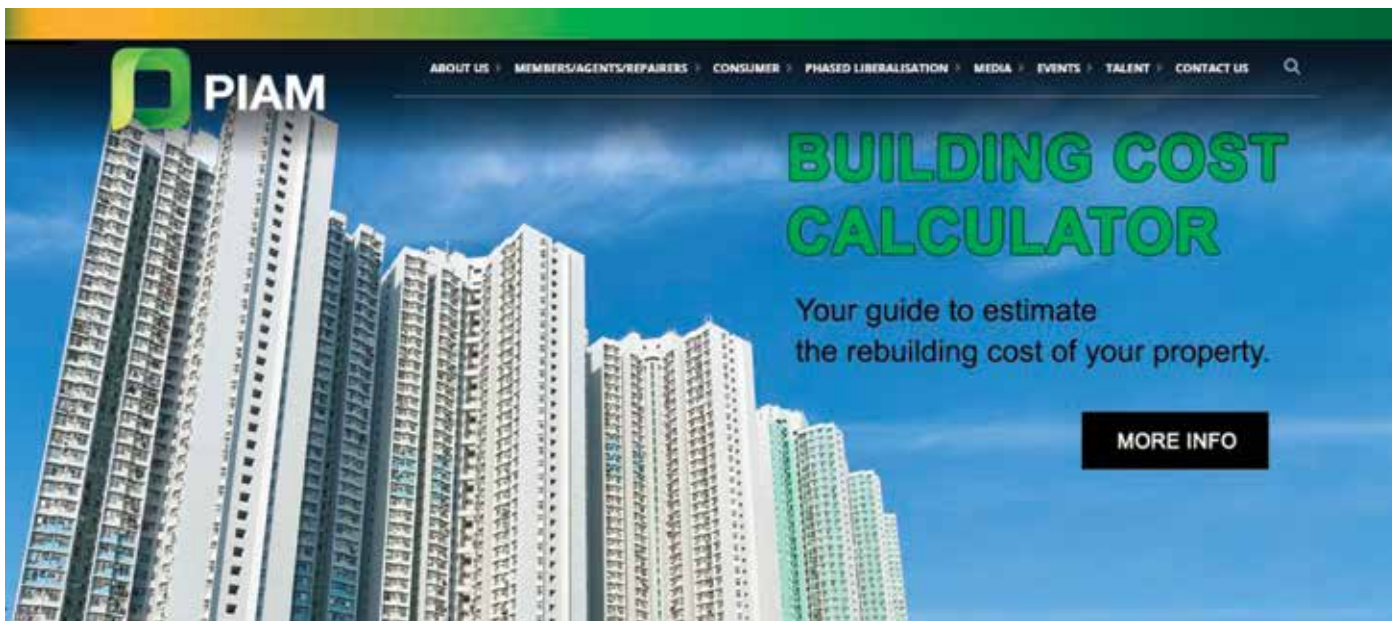 PIAM
ABOUT US MEMBERS/AGENTS/REPAIRERS CONSUMER PHASED LIBERALISATION MEDIA EVENTS TALENT CONTACT US
BUILDING COST
CALCULATOR
Your guide to estimate
the rebuilding cost of your property.
MORE INFO